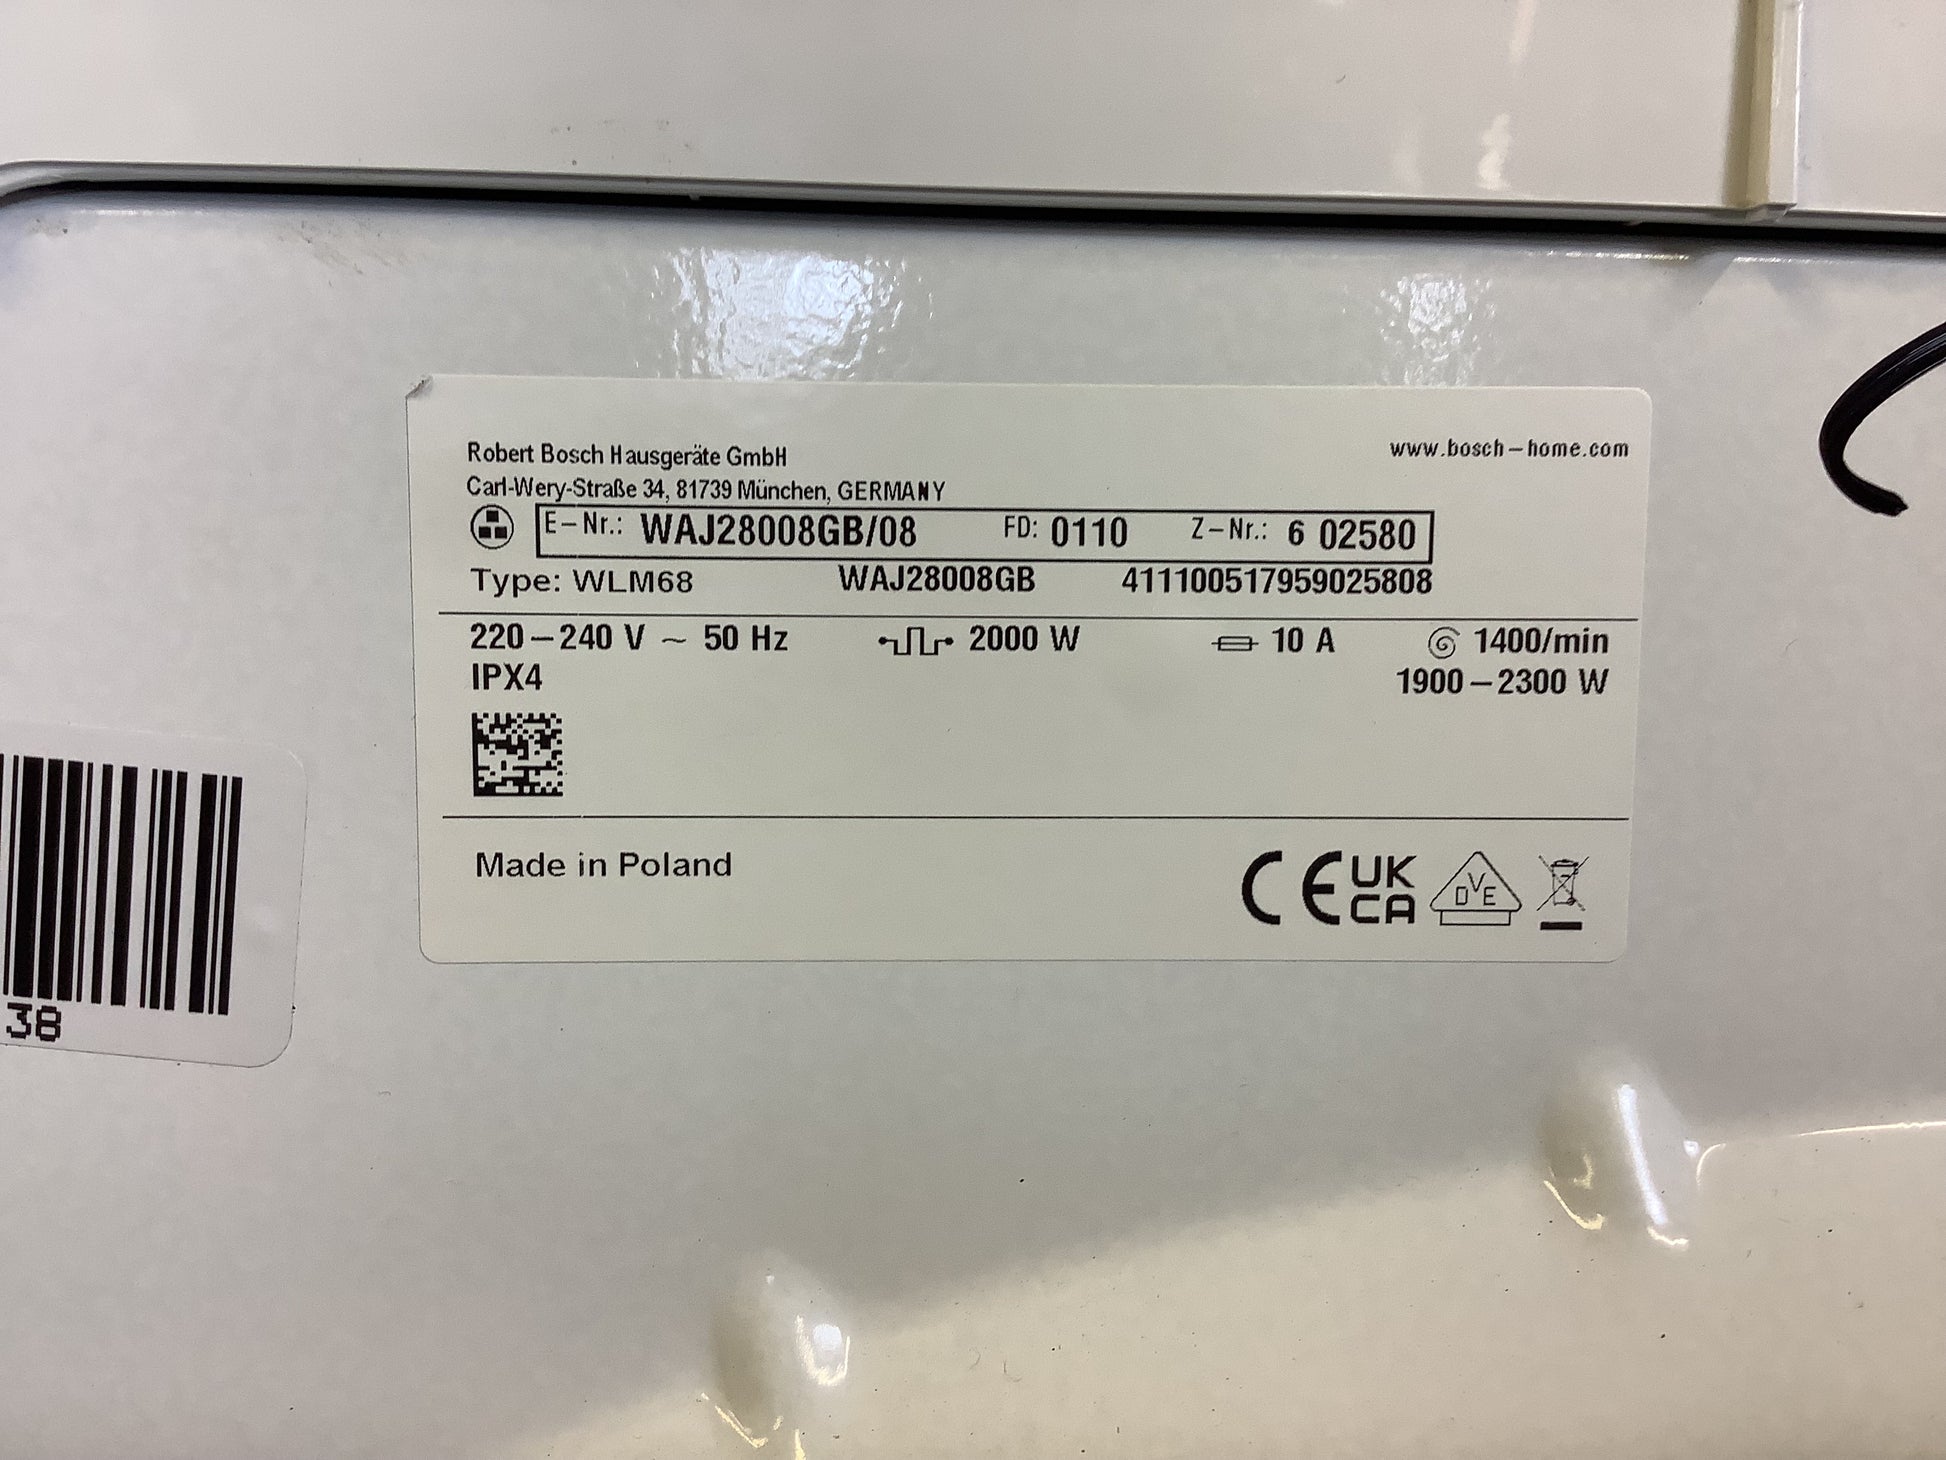 Robert Bosch Hausgeräte GmbH
www.bosch-home.com
Carl-Wery-Straße 34, 81739 München, GERMANY
E-Nr.: WAJ28008GB/08 FD: 0110 Z-Nr.: 6 02580
Type: WLM68 WAJ28008GB 411100517959025808
220-240 V ~ 50 Hz 2000 W 10 A 1400/min
IPX4 1900-2300 W
Made in Poland
CE UK
CA
DVE
38